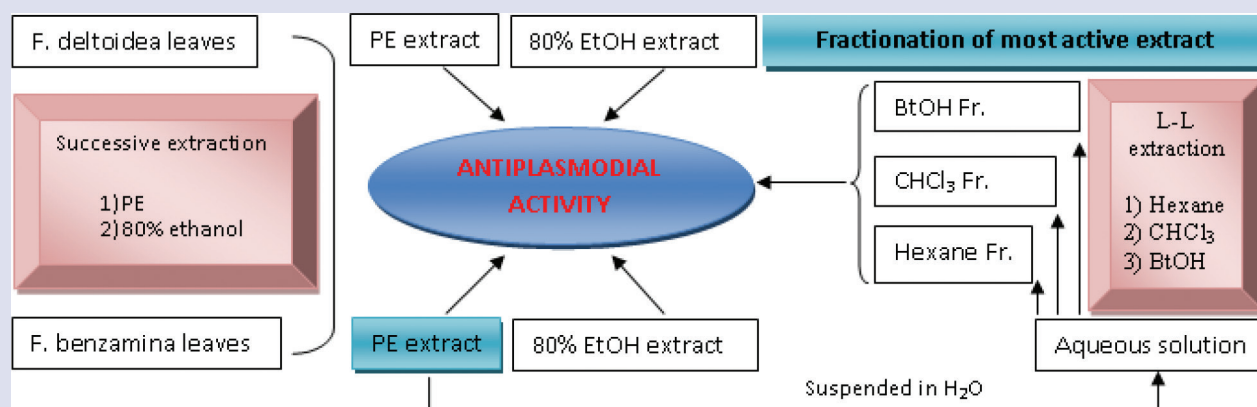 F. deltoidea leaves
Successive extraction
1)PE
2)80% ethanol
F. benzamina leaves
PE extract
80% EtOH extract
ANTIPLASMODIAL
ACTIVITY
PE extract
80% EtOH extract
Fractionation of most active extract
BtOH Fr.
CHCl₃ Fr.
Hexane Fr.
L-L
extraction
1) Hexane
2) CHCl₃
3) BtOH
Aqueous solution
Suspended in H₂O